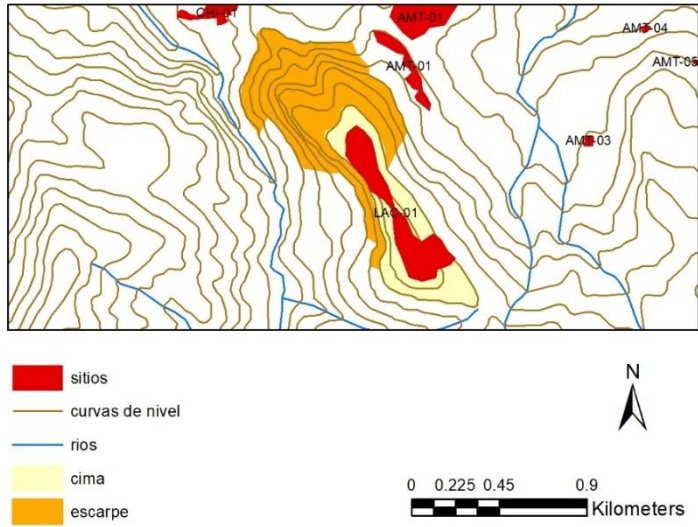 CHI-01
AMT-01
AMT-04
AMT-01
AMT-05
AMT-03
LAC-01
sitios
curvas de nivel
rios
cima
escarpe
N
0 0.225 0.45 0.9
Kilometers